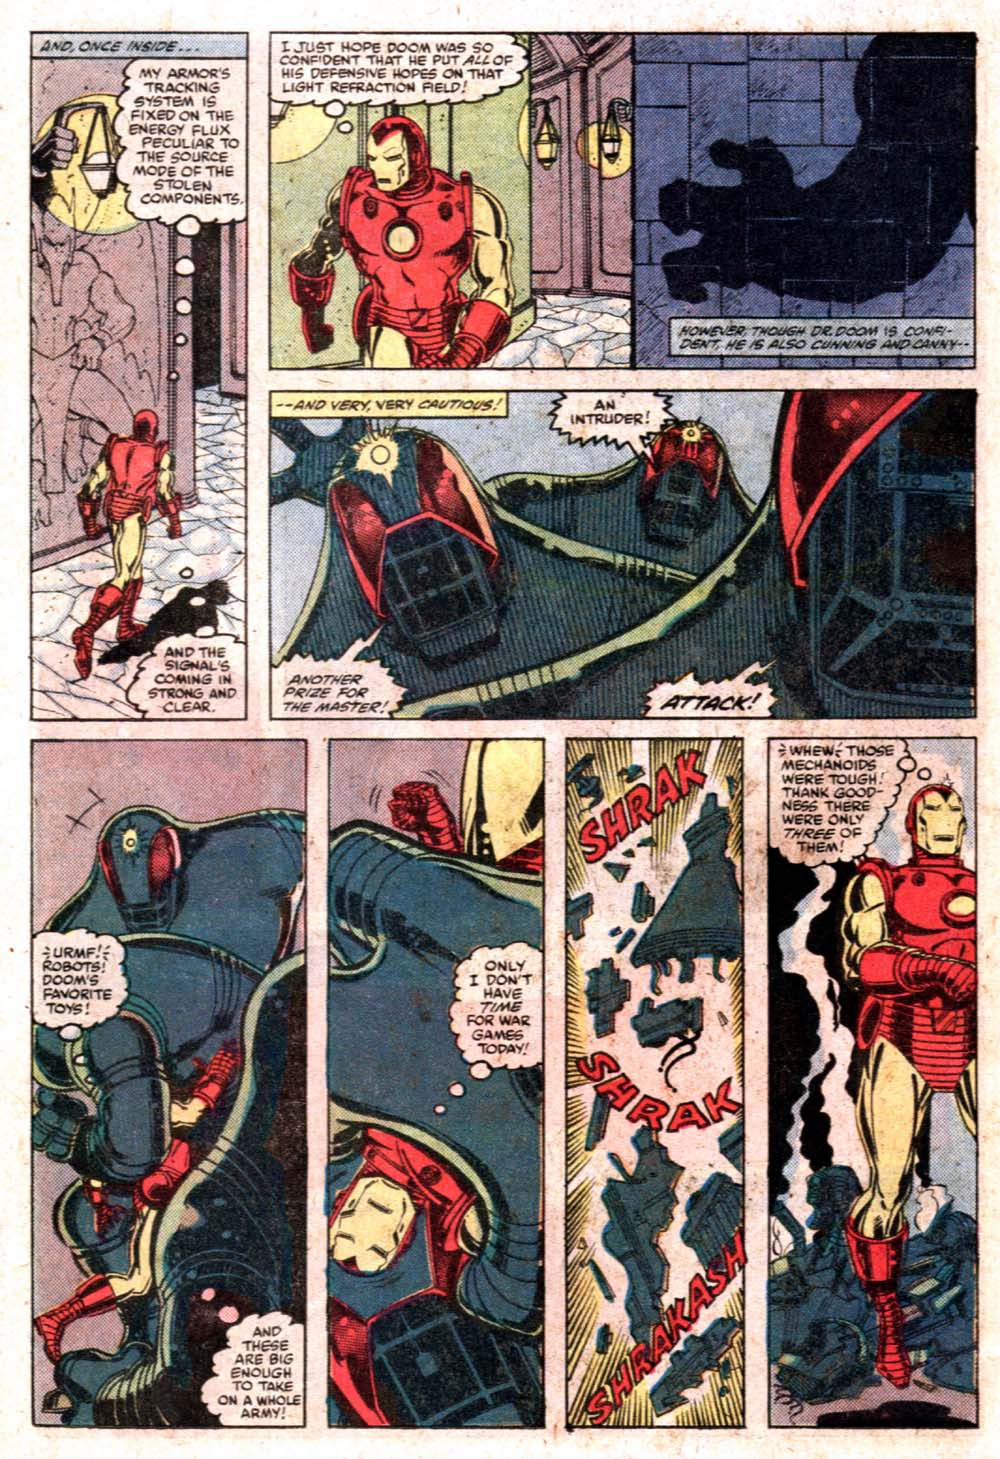 AND, ONCE INSIDE...
MY ARMOR'S
TRACKING
SYSTEM IS
FIXED ON THE
ENERGY FLUX
PECULIAR TO
THE SOURCE
MODE OF THE
STOLEN
COMPONENTS.
AND THE
SIGNAL'S
COMING IN
STRONG AND
CLEAR.
I JUST HOPE DOOM WAS SO
CONFIDENT THAT HE PUT ALL OF
HIS DEFENSIVE HOPES ON THAT
LIGHT REFRACTION FIELD!
HOWEVER, THOUGH DR. DOOM IS CONFI-
DENT, HE IS ALSO CUNNING AND CANNY--
--AND VERY, VERY CAUTIOUS!
AN
INTRUDER!
ANOTHER
PRIZE FOR
THE MASTER!
ATTACK!
URMF!
ROBOTS!
DOOM'S
FAVORITE
TOYS!
AND
THESE
ARE BIG
ENOUGH
TO TAKE
ON A WHOLE
ARMY!
ONLY
I DON'T
HAVE
TIME
FOR WAR
GAMES
TODAY!
SHRAK
SHRAK
SHRAKASH
WHEW THOSE
MECHANOIDS
WERE TOUGH!
THANK GOOD-
NESS THERE
WERE ONLY
THREE OF
THEM!